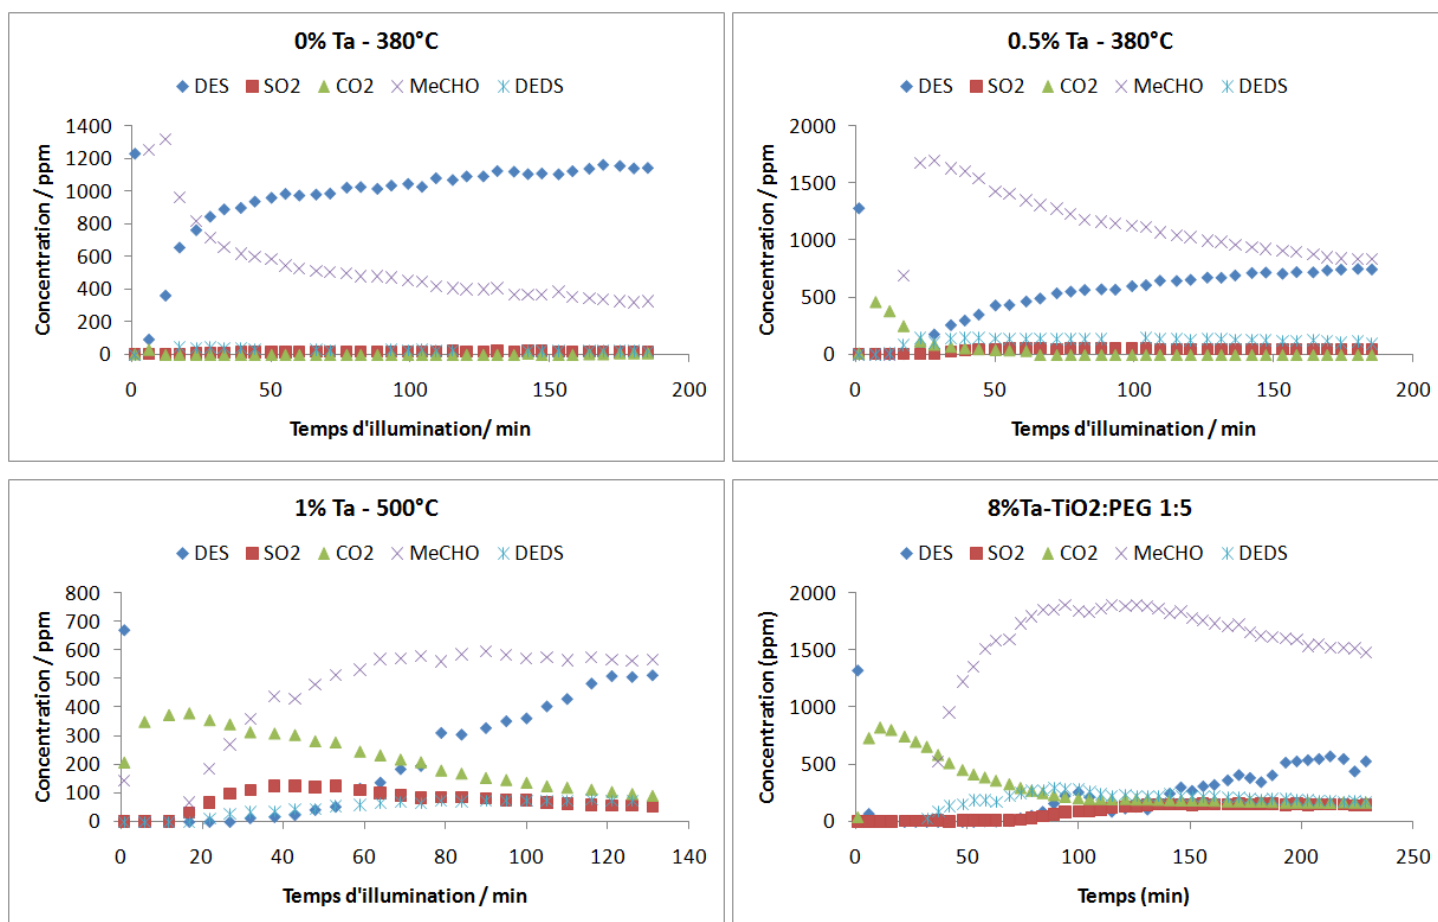 0% Ta - 380°C
DES SO2 CO2 MeCHO DEDS
Concentration / ppm
1400
1200
1000
800
600
400
200
0
0 50 100 150 200
Temps d'illumination/ min
0.5% Ta - 380°C
DES SO2 CO2 MeCHO DEDS
Concentration / ppm
2000
1500
1000
500
0
0 50 100 150 200
Temps d'illumination / min
1% Ta - 500°C
DES SO2 CO2 MeCHO DEDS
Concentration / ppm
800
700
600
500
400
300
200
100
0
0 20 40 60 80 100 120 140
Temps d'illumination / min
8%Ta-TiO2:PEG 1:5
DES SO2 CO2 MeCHO DEDS
Concentration (ppm)
2000
1500
1000
500
0
0 50 100 150 200 250
Temps (min)